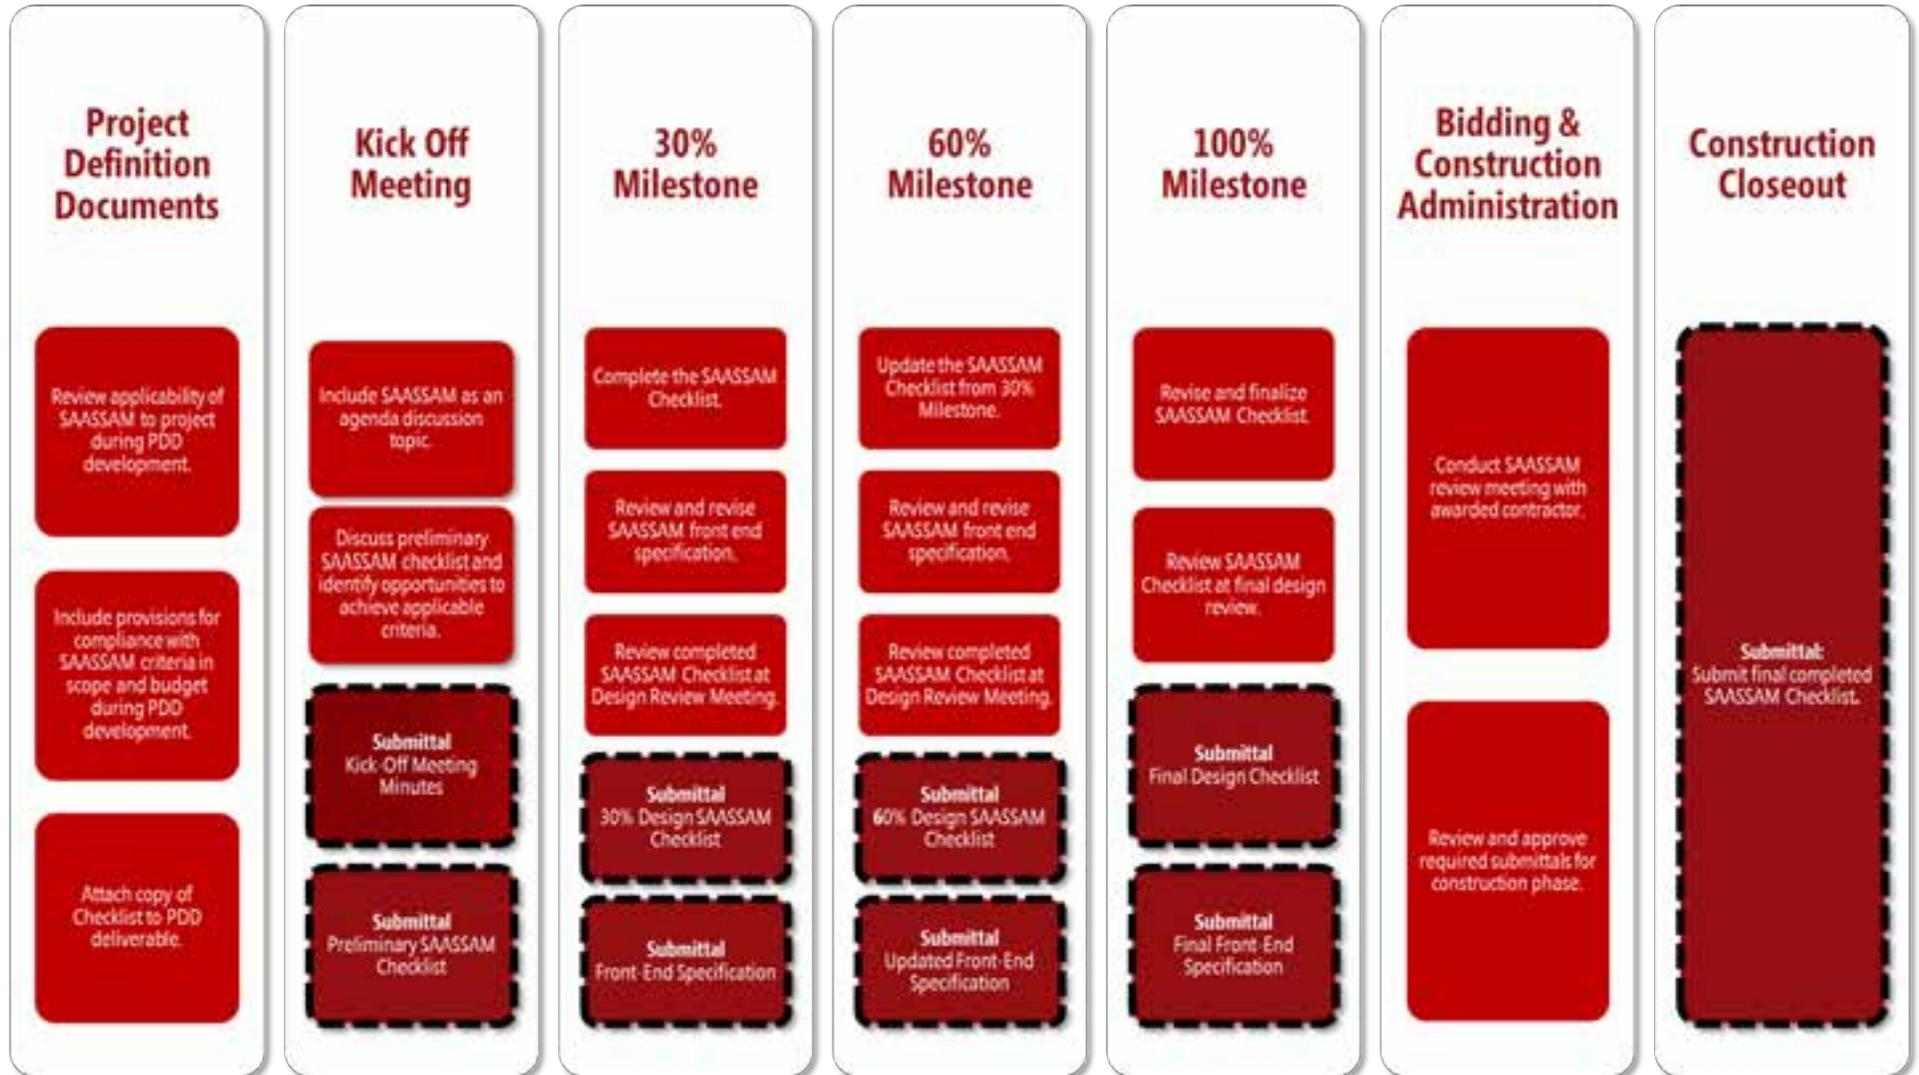 Project
Definition
Documents
Review applicability of
SAASSAM to project
during PDD
development.
Include provisions for
compliance with
SAASSAM criteria in
scope and budget
during PDD
development.
Attach copy of
Checklist to PDD
deliverable.
Kick Off
Meeting
Include SAASSAM as an
agenda discussion
topic.
Discuss preliminary
SAASSAM checklist and
identify opportunities to
achieve applicable
criteria.
Submittal
Kick-Off Meeting
Minutes
Submittal
Preliminary SAASSAM
Checklist
30%
Milestone
Complete the SAASSAM
Checklist.
Review and revise
SAASSAM front end
specification.
Review completed
SAASSAM Checklist at
Design Review Meeting.
Submittal
30% Design SAASSAM
Checklist
Submittal
Front-End Specification
60%
Milestone
Update the SAASSAM
Checklist from 30%
Milestone.
Review and revise
SAASSAM front end
specification.
Review completed
SAASSAM Checklist at
Design Review Meeting.
Submittal
60% Design SAASSAM
Checklist
Submittal
Updated Front-End
Specification
100%
Milestone
Revise and finalize
SAASSAM Checklist.
Review SAASSAM
Checklist at final design
review.
Submittal
Final Design Checklist
Submittal
Final Front-End
Specification
Bidding &
Construction
Administration
Conduct SAASSAM
review meeting with
awarded contractor.
Review and approve
required submittals for
construction phase.
Construction
Closeout
Submittal:
Submit final completed
SAASSAM Checklist.